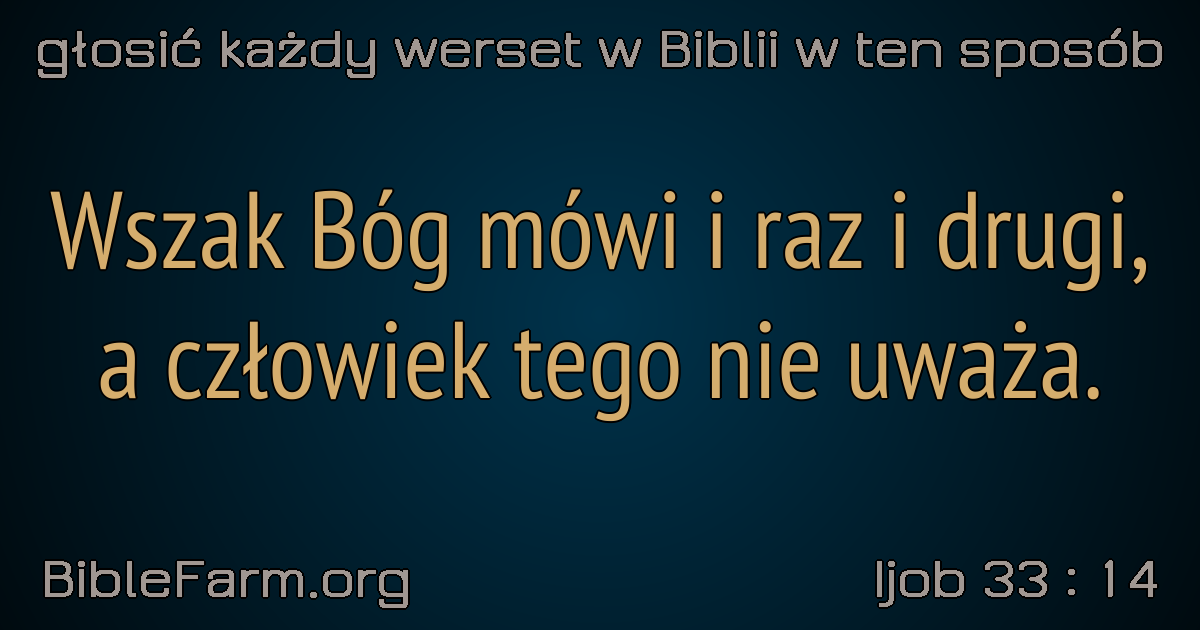 głosić każdy werset w Biblii w ten sposób
Wszak Bóg mówi i raz i drugi,
a człowiek tego nie uważa.
BibleFarm.org
Ijob 33 : 14